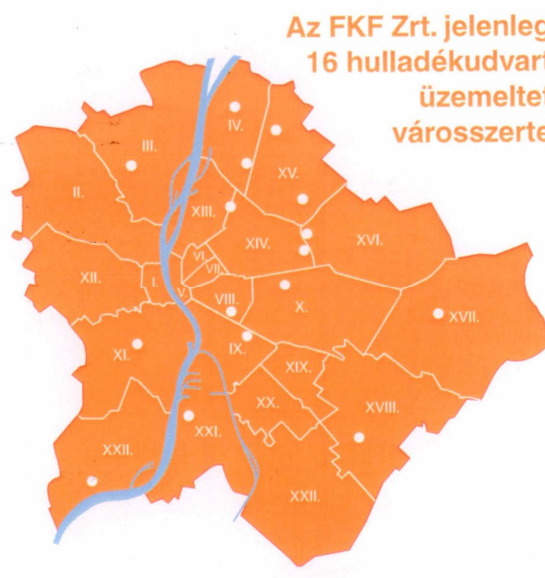 Az FKF Zrt. jelenleg
16 hulladékudvart
üzemeltet
városszerte
IV.
III.
XV.
II.
XIII.
XIV.
XVI.
VI.
VII.
XII.
I.
V.
VIII.
X.
XVII.
XI.
IX.
XIX.
XX.
XVIII.
XXI.
XXII.
XXII.